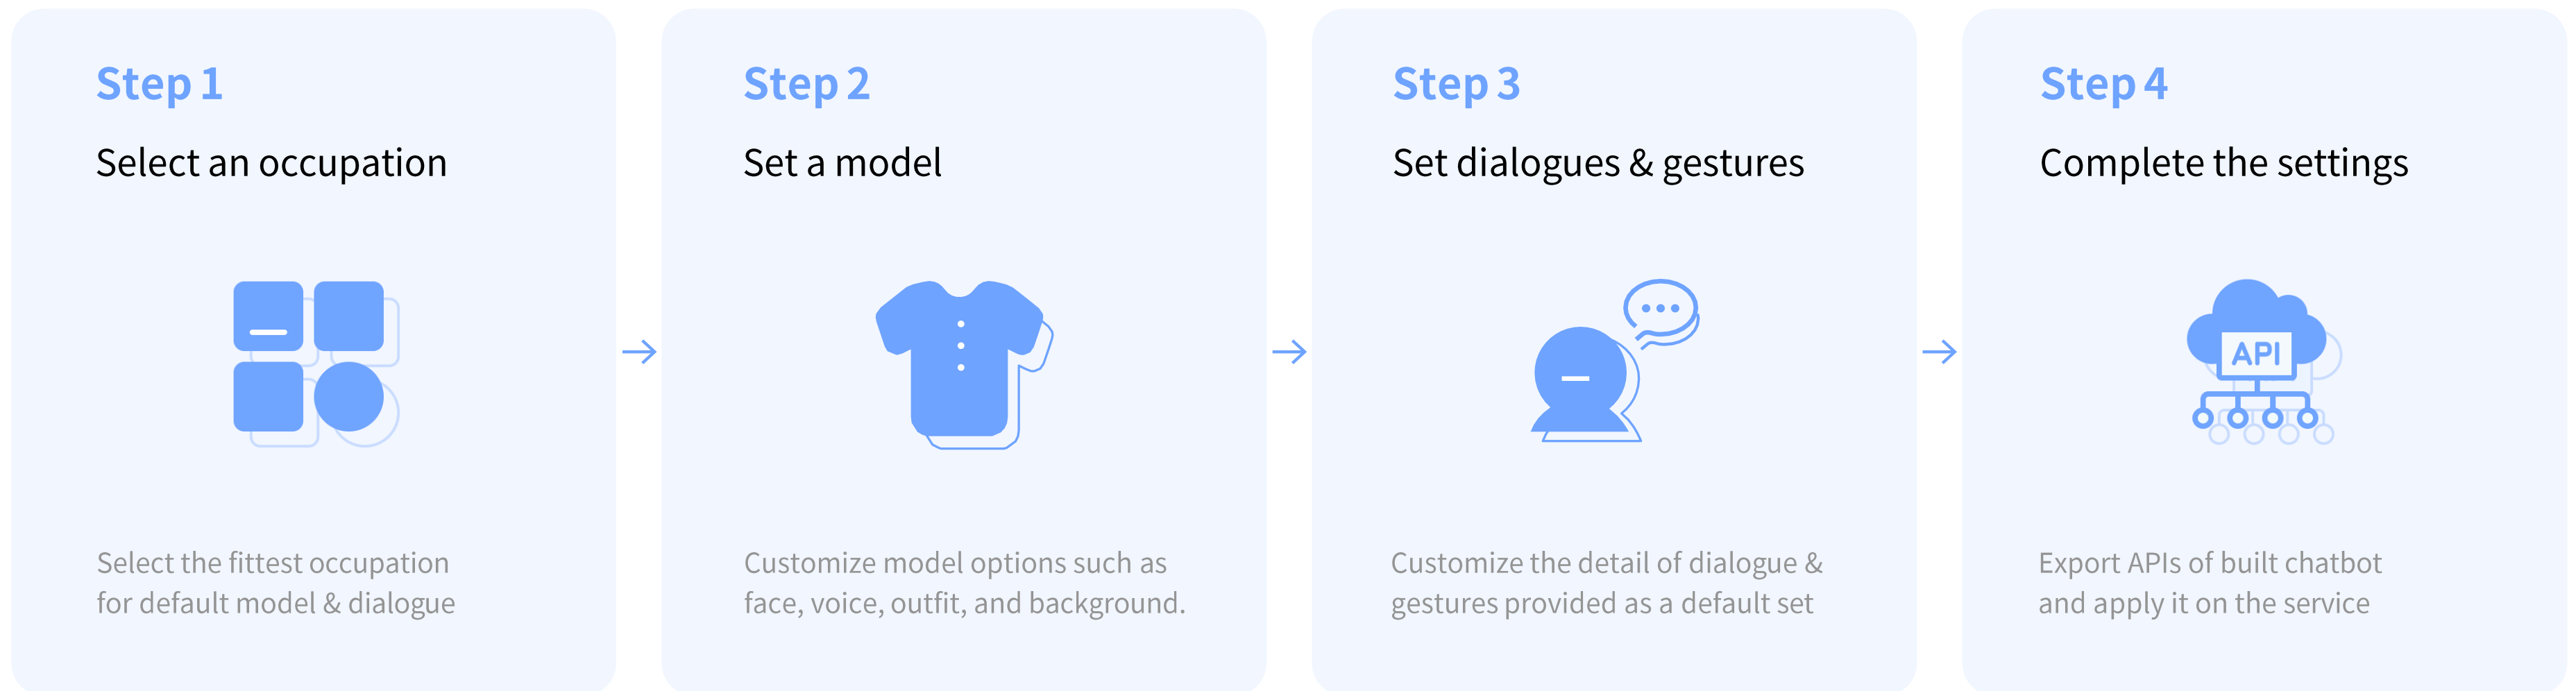 Step 1
Select an occupation
Select the fittest occupation
for default model & dialogue
Step 2
Set a model
Customize model options such as
face, voice, outfit, and background.
Step 3
Set dialogues & gestures
Customize the detail of dialogue &
gestures provided as a default set
Step 4
Complete the settings
API
Export APIs of built chatbot
and apply it on the service